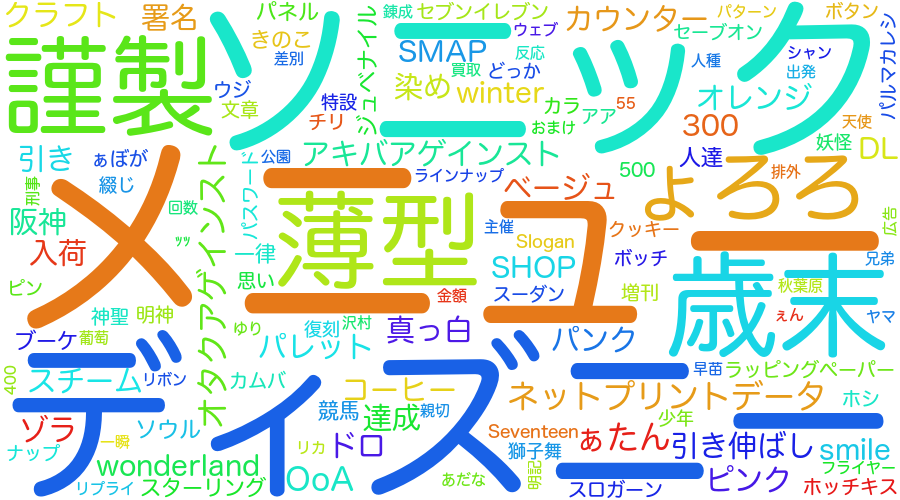 クラフト
署名
パネル
セブンイレブン
錬成
ウェブ
カウンター
パターン
ボタン
きのこ
差別
ジュベナイル
SMAP
買取
反応
どっか
セーブオン
人種
シャン
出発
パルマカレシ
謹製
ソニック
ウジ
文章
特設
チリ
染め
winter
カラ
アア
55
おまけ
オレンジ
300
天使
妖怪
DL
引き
ぁぼが
公園
アキバアゲインスト
ラインナップ
ベージュ
500
人達
排外
よろろ
刑事
綴じ
回数
オタクアゲインスト
パスワード
メニュー
薄型
クッキー
広告
阪神
入荷
一律
思い
主催
Slogan
SHOP
ボッチ
歳末
兄弟
秋葉原
ピン
神聖
明神
金額
スーダン
増刊
ぇん
ヤマ
ブーケ
葡萄
ゆり
復刻
沢村
真っ白
パレット
パンク
早苗
ラッピングペーパー
400
スチーム
リボン
カムバ
コーヒー
ネットプリントデータ
ホシ
ディズニー
ゾラ
ソウル
競馬
達成
親切
Seventeen
ぁたん
少年
ナップ
一瞬
リカ
ドロ
獅子舞
引き伸ばし
smile
wonderland
OoA
あだな
明記
ピンク
フライヤー
リプライ
スターリング
スロガーン
ホッチキス